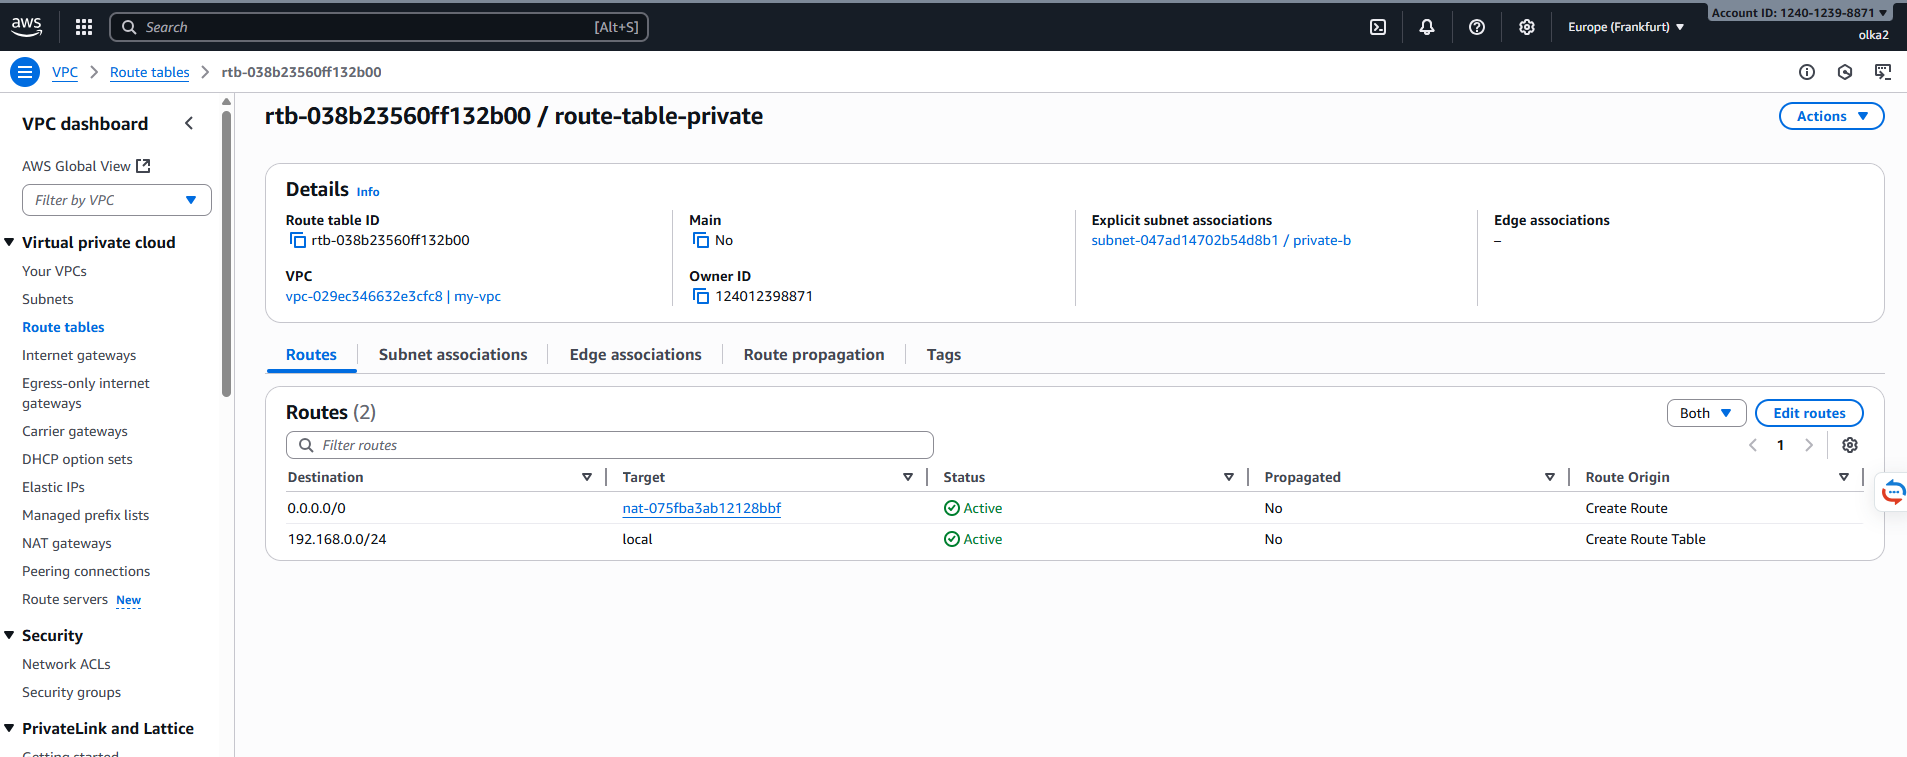 aws
Search [Alt+S]
Europe (Frankfurt)
Account ID: 1240-1239-8871
olka2
VPC
Route tables
rtb-038b23560ff132b00
VPC dashboard
AWS Global View
Filter by VPC
Virtual private cloud
Your VPCs
Subnets
Route tables
Internet gateways
Egress-only internet
gateways
Carrier gateways
DHCP option sets
Elastic IPs
Managed prefix lists
NAT gateways
Peering connections
Route servers New
Security
Network ACLs
Security groups
PrivateLink and Lattice
Getting started
rtb-038b23560ff132b00 / route-table-private
Actions
Details Info
Route table ID
rtb-038b23560ff132b00
VPC
vpc-029ec346632e3cfc8 | my-vpc
Main
No
Owner ID
124012398871
Explicit subnet associations
subnet-047ad14702b54d8b1 / private-b
Edge associations
–
Routes Subnet associations Edge associations Route propagation Tags
Routes (2)
Both
Edit routes
Filter routes
1
Destination Target Status Propagated Route Origin
0.0.0.0/0 nat-075fba3ab12128bbf Active No Create Route
192.168.0.0/24 local Active No Create Route Table